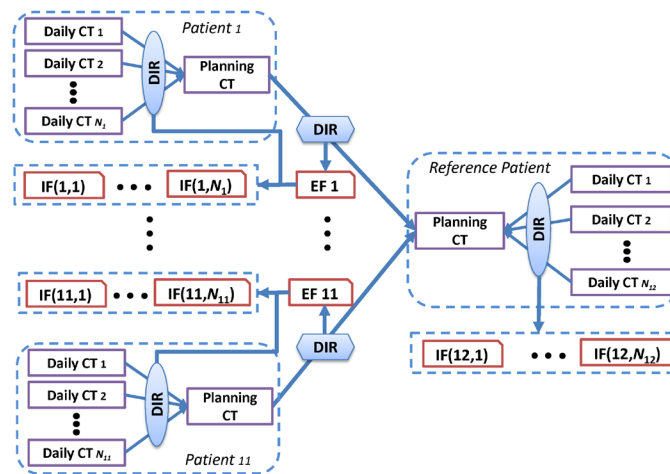 Patient 1
Daily CT 1
Daily CT 2
Daily CT N1
DIR
Planning
CT
DIR
IF(1,1)
IF(1,N1)
EF 1
Reference Patient
Planning
CT
DIR
Daily CT 1
Daily CT 2
Daily CT N12
IF(11,1)
IF(11,N11)
EF 11
DIR
IF(12,1)
IF(12,N12)
Daily CT 1
Daily CT 2
Daily CT N11
DIR
Planning
CT
Patient 11